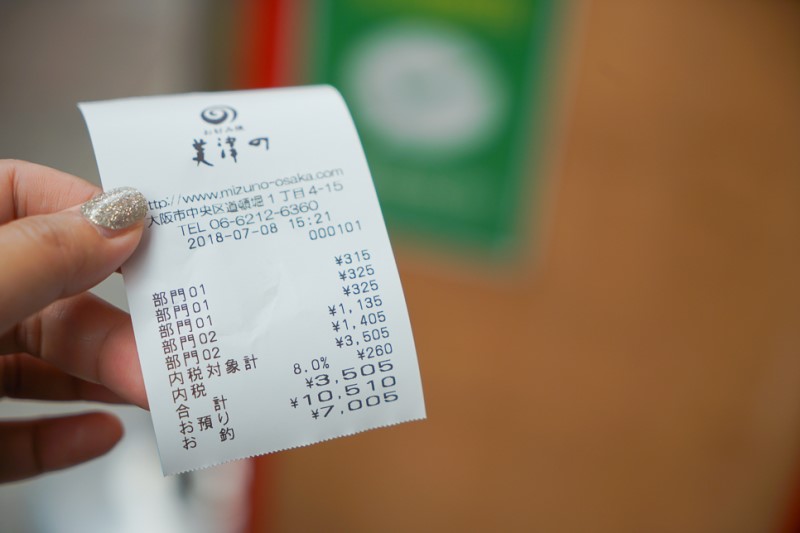 お好み焼
美津の
http://www.mizuno-osaka.com
大阪市中央区道頓堀1丁目4-15
TEL 06-6212-6360
2018-07-08 15:21
000101
部門01 ¥315
部門01 ¥325
部門01 ¥325
部門02 ¥1,135
部門02 ¥1,405
内税対象計 ¥3,505
内税 8.0% ¥260
合計 ¥3,505
お預り ¥10,510
お釣 ¥7,005